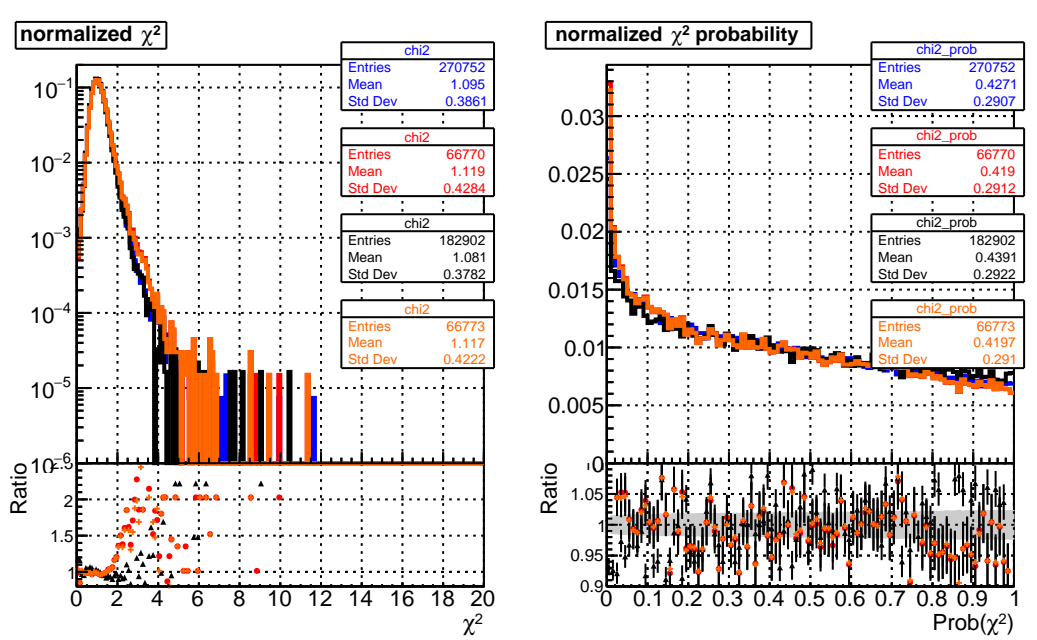 normalized χ²
chi2
Entries 270752
Mean 1.095
Std Dev 0.3861
chi2
Entries 66770
Mean 1.119
Std Dev 0.4284
chi2
Entries 182902
Mean 1.081
Std Dev 0.3782
chi2
Entries 66773
Mean 1.117
Std Dev 0.4222
10⁻¹
10⁻²
10⁻³
10⁻⁴
10⁻⁵
10⁻⁶
Ratio
2
1.5
1
0 2 4 6 8 10 12 14 16 18 20
χ²
normalized χ² probability
chi2_prob
Entries 270752
Mean 0.4271
Std Dev 0.2907
chi2_prob
Entries 66770
Mean 0.419
Std Dev 0.2912
chi2_prob
Entries 182902
Mean 0.4391
Std Dev 0.2922
chi2_prob
Entries 66773
Mean 0.4197
Std Dev 0.291
0.03
0.025
0.02
0.015
0.01
0.005
0
Ratio
1.05
1
0.95
0.9
0 0.1 0.2 0.3 0.4 0.5 0.6 0.7 0.8 0.9 1
Prob(χ²)